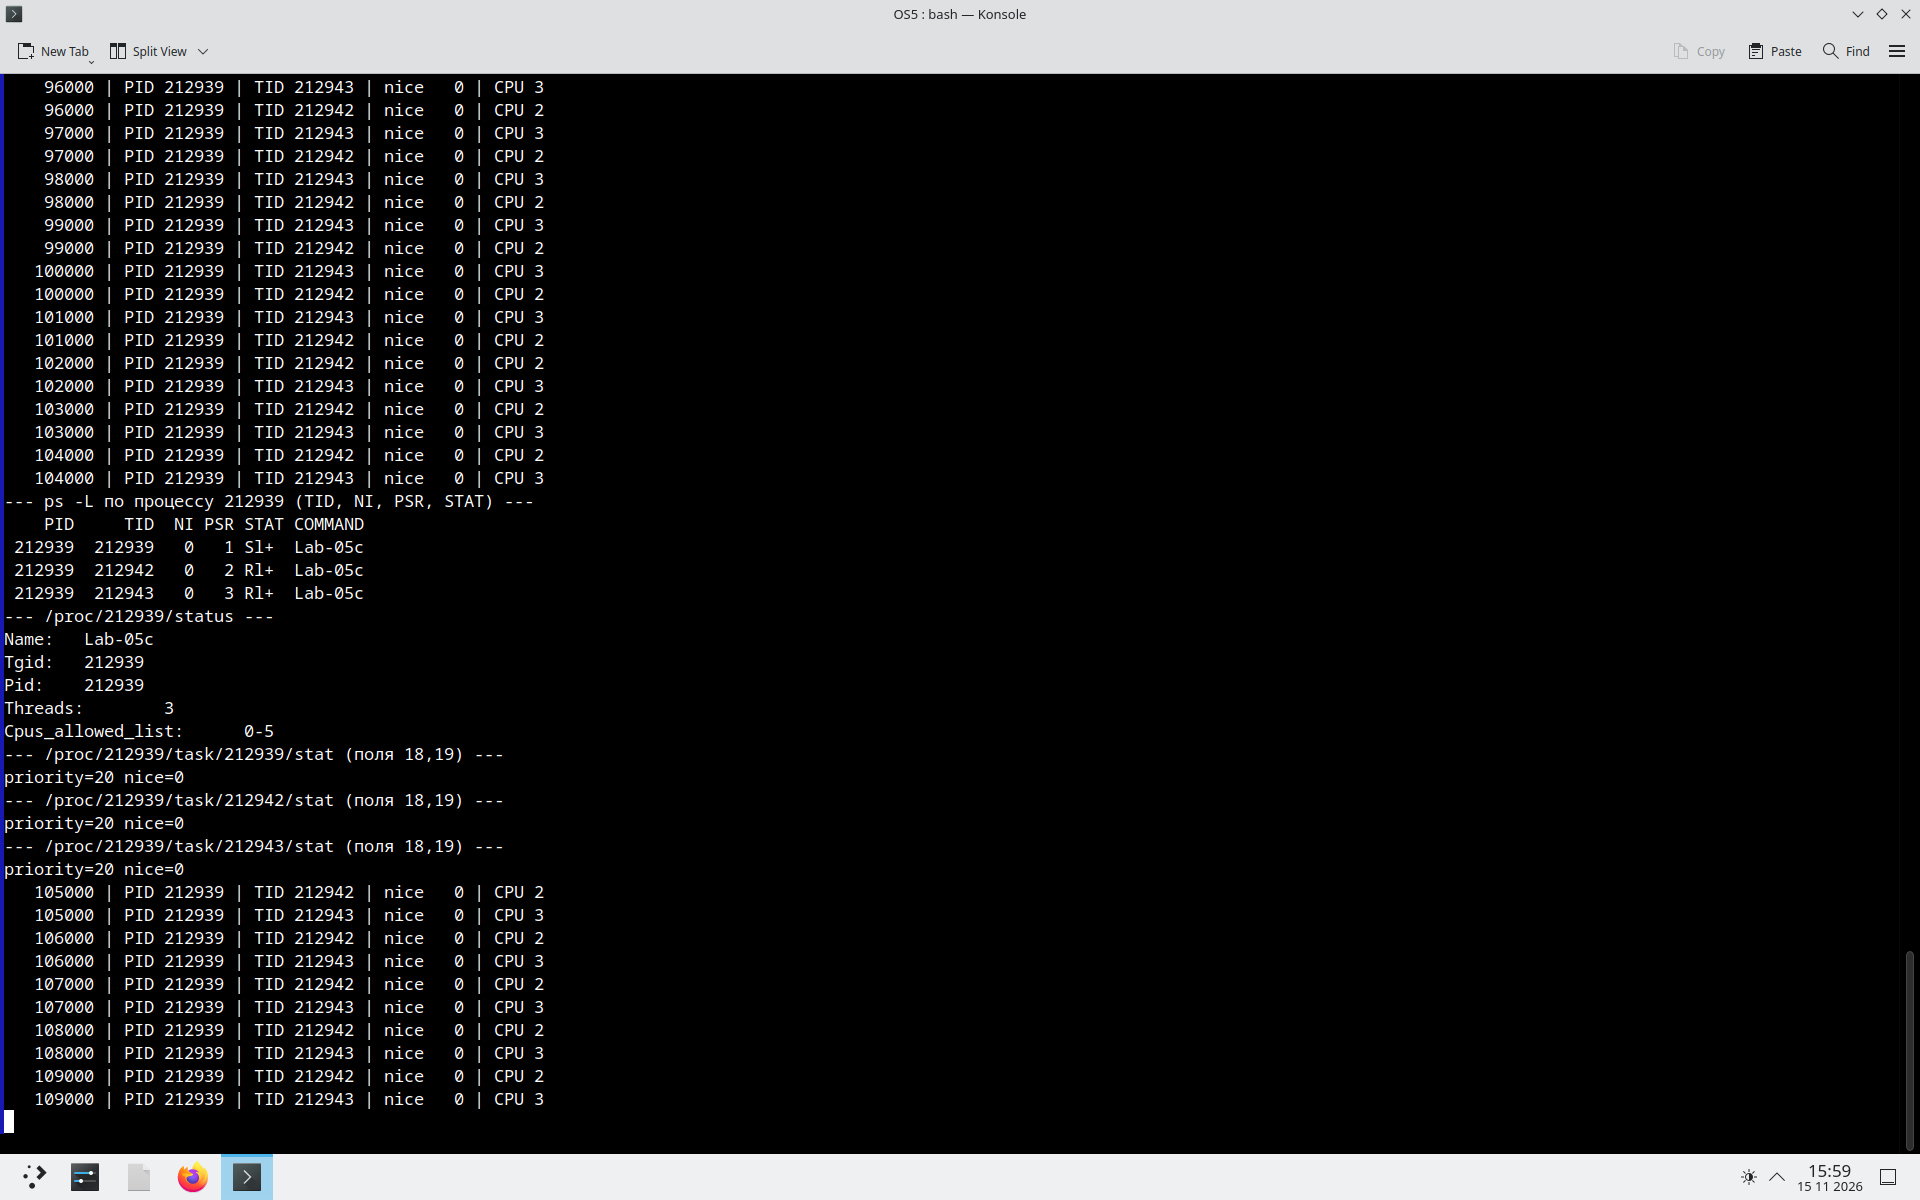 OS5 : bash — Konsole
New Tab Split View Copy Paste Find
96000 | PID 212939 | TID 212943 | nice 0 | CPU 3
96000 | PID 212939 | TID 212942 | nice 0 | CPU 2
97000 | PID 212939 | TID 212943 | nice 0 | CPU 3
97000 | PID 212939 | TID 212942 | nice 0 | CPU 2
98000 | PID 212939 | TID 212943 | nice 0 | CPU 3
98000 | PID 212939 | TID 212942 | nice 0 | CPU 2
99000 | PID 212939 | TID 212943 | nice 0 | CPU 3
99000 | PID 212939 | TID 212942 | nice 0 | CPU 2
100000 | PID 212939 | TID 212943 | nice 0 | CPU 3
100000 | PID 212939 | TID 212942 | nice 0 | CPU 2
101000 | PID 212939 | TID 212943 | nice 0 | CPU 3
101000 | PID 212939 | TID 212942 | nice 0 | CPU 2
102000 | PID 212939 | TID 212942 | nice 0 | CPU 2
102000 | PID 212939 | TID 212943 | nice 0 | CPU 3
103000 | PID 212939 | TID 212942 | nice 0 | CPU 2
103000 | PID 212939 | TID 212943 | nice 0 | CPU 3
104000 | PID 212939 | TID 212942 | nice 0 | CPU 2
104000 | PID 212939 | TID 212943 | nice 0 | CPU 3
--- ps -L по процессу 212939 (TID, NI, PSR, STAT) ---
PID TID NI PSR STAT COMMAND
212939 212939 0 1 Sl+ Lab-05c
212939 212942 0 2 Rl+ Lab-05c
212939 212943 0 3 Rl+ Lab-05c
--- /proc/212939/status ---
Name: Lab-05c
Tgid: 212939
Pid: 212939
Threads: 3
Cpus_allowed_list: 0-5
--- /proc/212939/task/212939/stat (поля 18,19) ---
priority=20 nice=0
--- /proc/212939/task/212942/stat (поля 18,19) ---
priority=20 nice=0
--- /proc/212939/task/212943/stat (поля 18,19) ---
priority=20 nice=0
105000 | PID 212939 | TID 212942 | nice 0 | CPU 2
105000 | PID 212939 | TID 212943 | nice 0 | CPU 3
106000 | PID 212939 | TID 212942 | nice 0 | CPU 2
106000 | PID 212939 | TID 212943 | nice 0 | CPU 3
107000 | PID 212939 | TID 212942 | nice 0 | CPU 2
107000 | PID 212939 | TID 212943 | nice 0 | CPU 3
108000 | PID 212939 | TID 212942 | nice 0 | CPU 2
108000 | PID 212939 | TID 212943 | nice 0 | CPU 3
109000 | PID 212939 | TID 212942 | nice 0 | CPU 2
109000 | PID 212939 | TID 212943 | nice 0 | CPU 3
15:59
15 11 2026